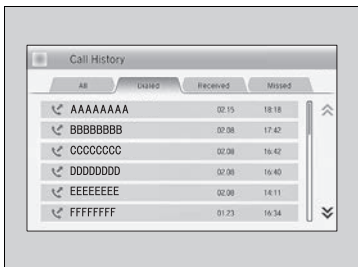 Call History
All Dialed Received Missed
AAAAAAAA 02.15 18:18
BBBBBBBB 02.08 17:42
CCCCCCCC 02.08 16:42
DDDDDDDD 02.08 16:40
EEEEEEEE 02.08 14:11
FFFFFFFF 01.23 16:34